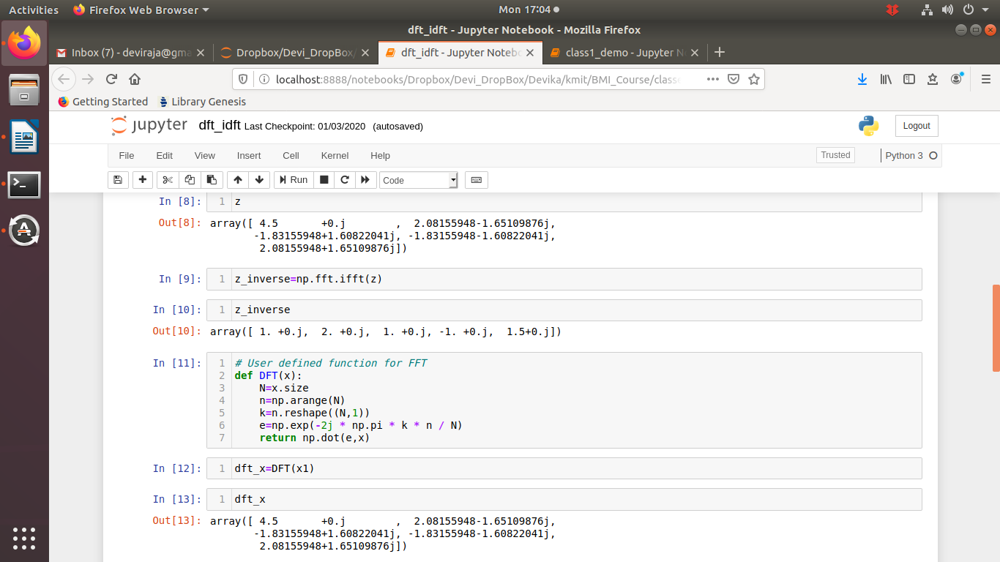 Activities Firefox Web Browser Mon 17:04
dft_idft - Jupyter Notebook - Mozilla Firefox
Inbox (7) - deviraja@gma Dropbox/Devi_DropBox/ dft_idft - Jupyter Noteb class1_demo - Jupyter N
localhost:8888/notebooks/Dropbox/Devi_DropBox/Devika/kmit/BMI_Course/classe
Getting Started Library Genesis
jupyter dft_idft Last Checkpoint: 01/03/2020 (autosaved) Logout
File Edit View Insert Cell Kernel Help Trusted Python 3
Run Code
In [8]: 1 z
Out[8]: array([ 4.5       +0.j        ,  2.08155948-1.65109876j,
-1.83155948+1.60822041j, -1.83155948-1.60822041j,
2.08155948+1.65109876j])
In [9]: 1 z_inverse=np.fft.ifft(z)
In [10]: 1 z_inverse
Out[10]: array([ 1. +0.j,  2. +0.j,  1. +0.j, -1. +0.j,  1.5+0.j])
In [11]: 1 # User defined function for FFT
2 def DFT(x):
3     N=x.size
4     n=np.arange(N)
5     k=n.reshape((N,1))
6     e=np.exp(-2j * np.pi * k * n / N)
7     return np.dot(e,x)
In [12]: 1 dft_x=DFT(x1)
In [13]: 1 dft_x
Out[13]: array([ 4.5       +0.j        ,  2.08155948-1.65109876j,
-1.83155948+1.60822041j, -1.83155948-1.60822041j,
2.08155948+1.65109876j])